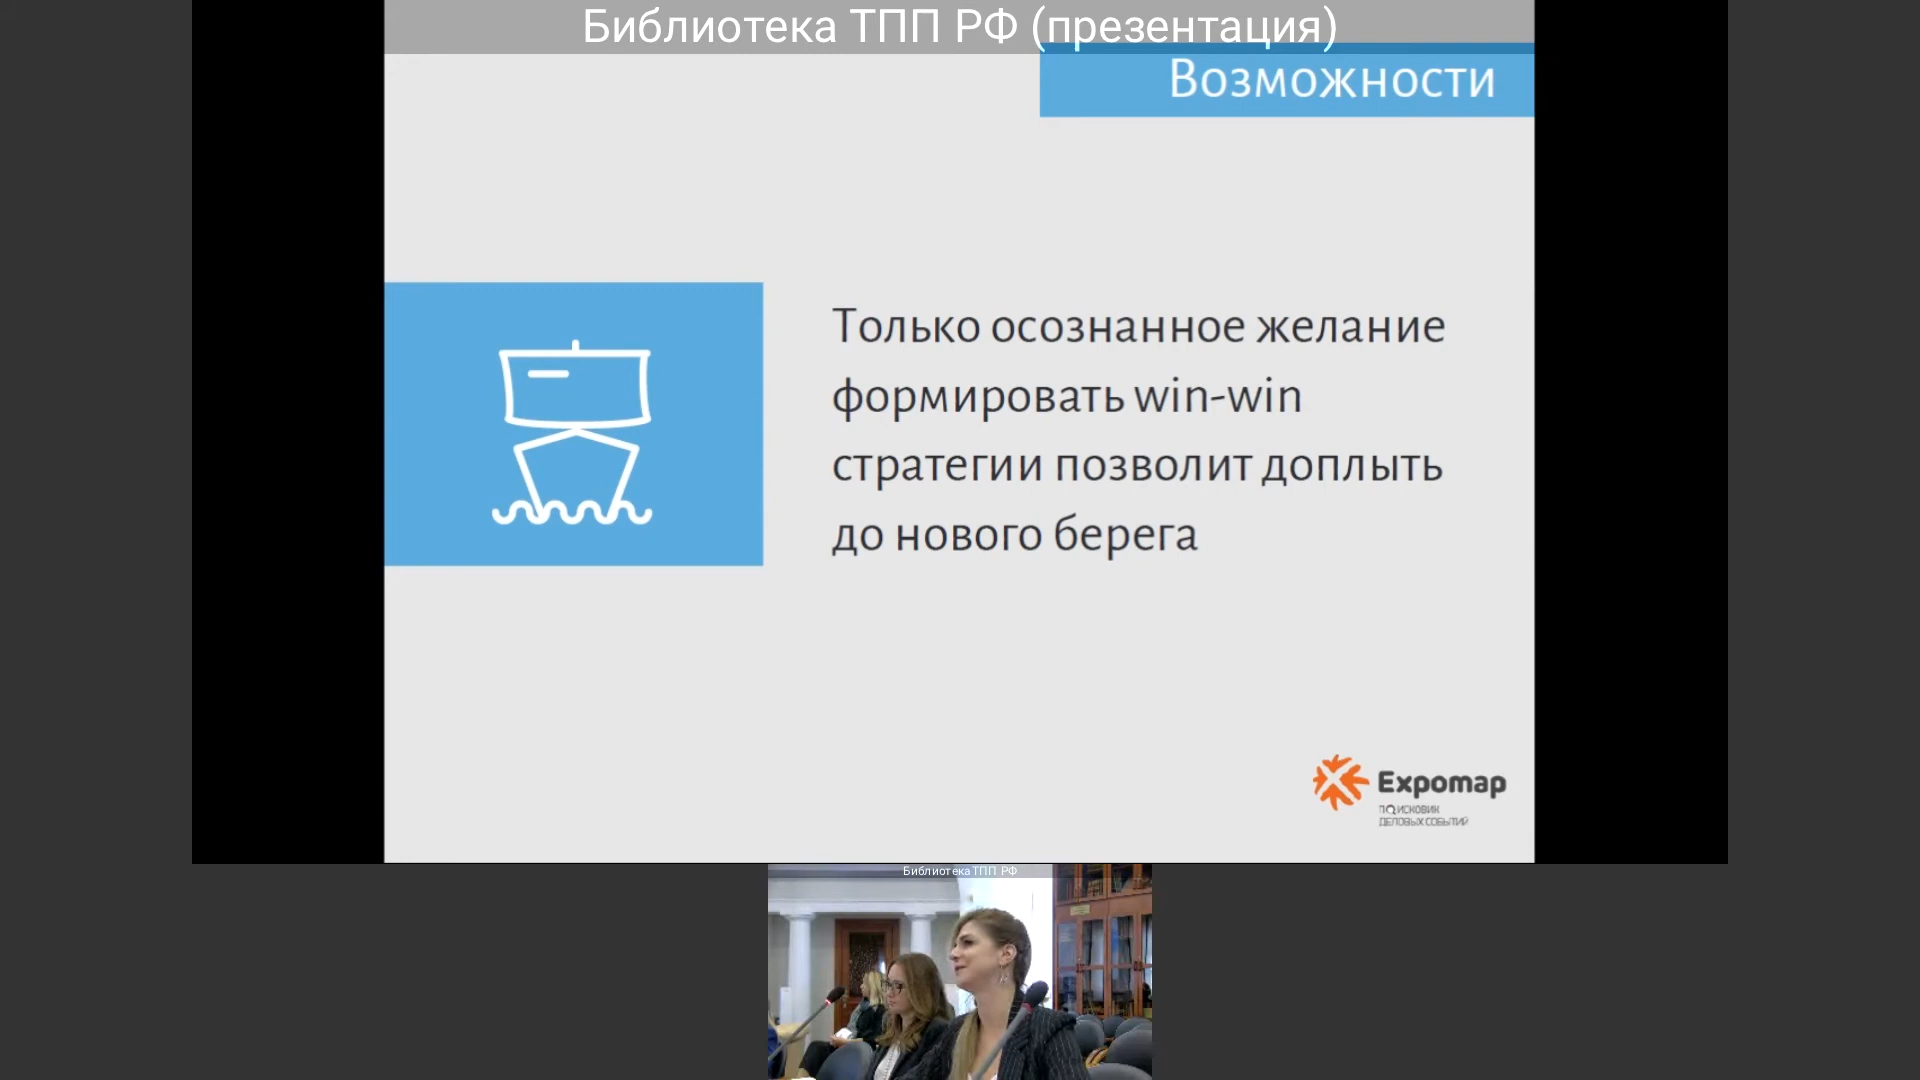 Библиотека ТПП РФ (презентация)
Возможности
Только осознанное желание
формировать win-win
стратегии позволит доплыть
до нового берега
Expomap
ПОИСКОВИК
ДЕЛОВЫХ СОБЫТИЙ
Библиотека ТПП РФ